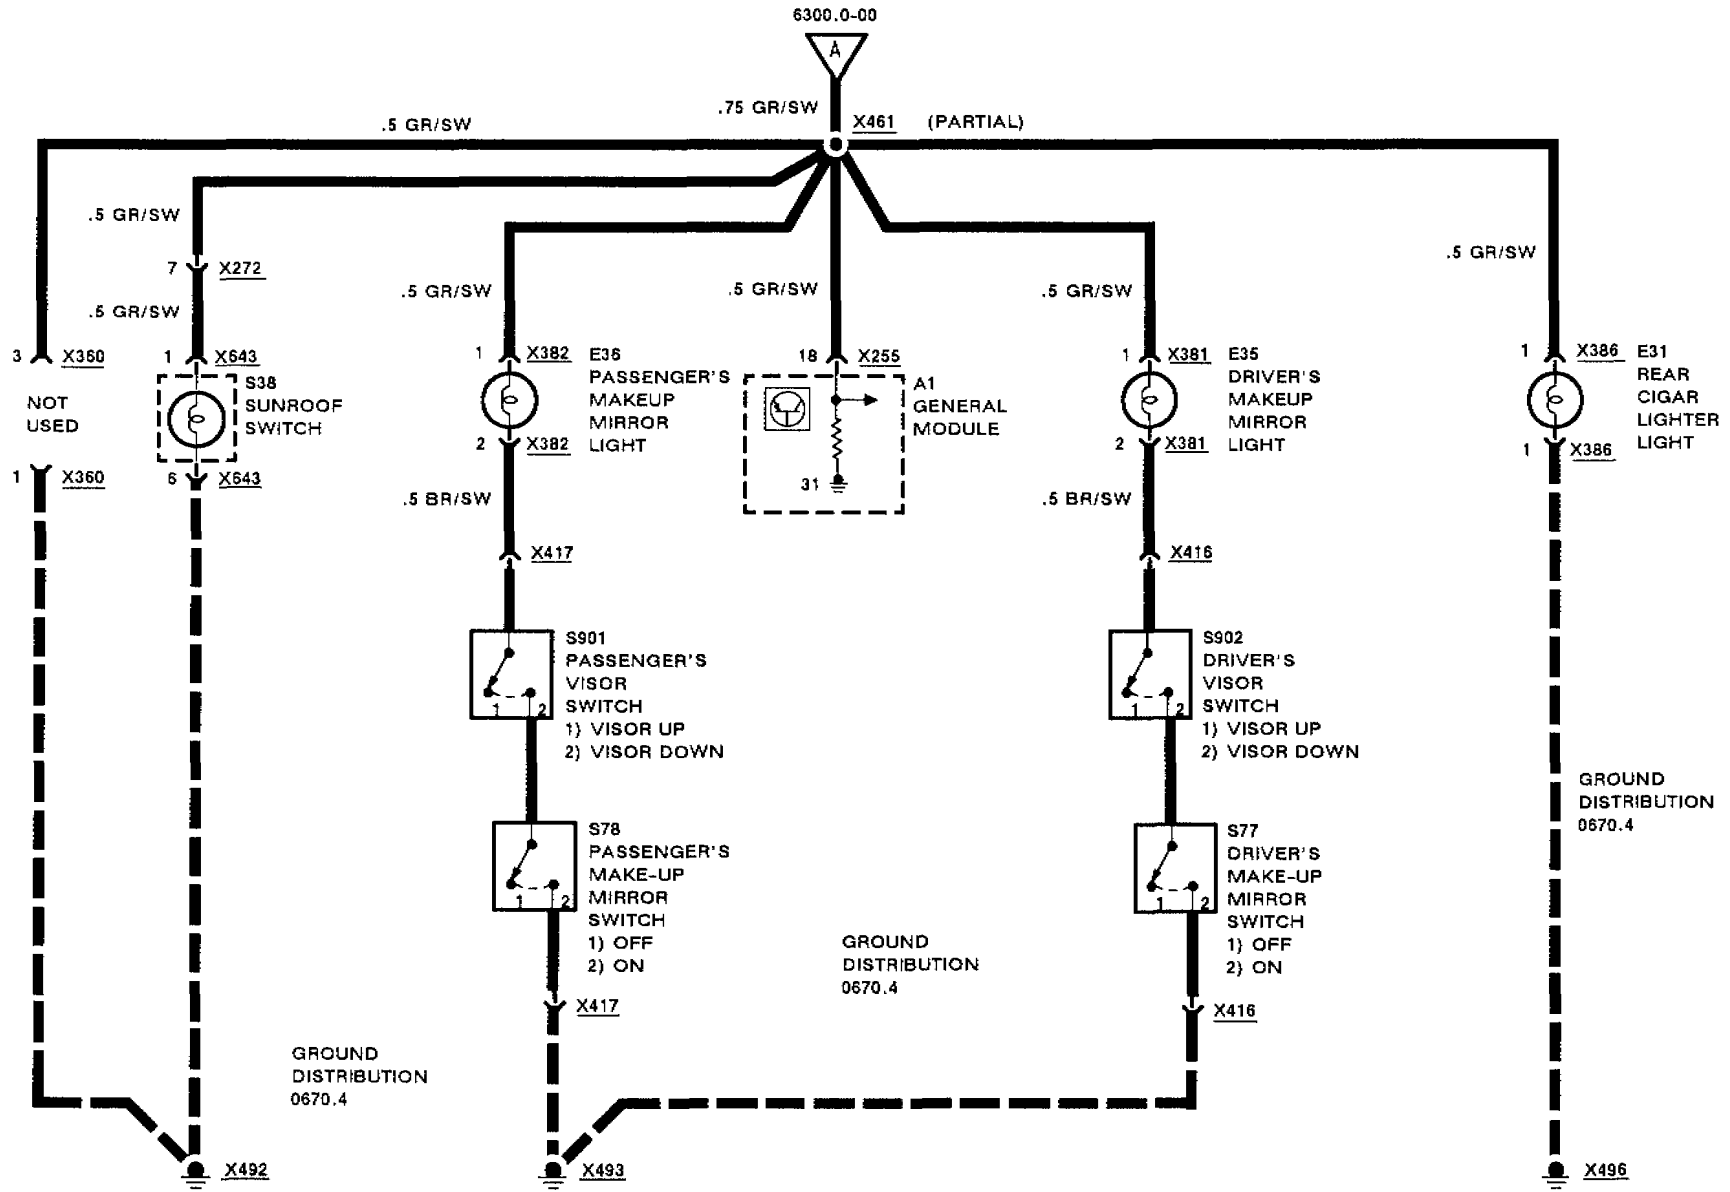 6300.0-00
A
.75 GR/SW
X461 (PARTIAL)
.5 GR/SW
.5 GR/SW
7 X272
.5 GR/SW
.5 GR/SW
.5 GR/SW
.5 GR/SW
.5 GR/SW
3 X360
NOT
USED
1 X360
1 X643
S38
SUNROOF
SWITCH
6 X643
1 X382
E36
PASSENGER'S
MAKEUP
MIRROR
LIGHT
2 X382
.5 BR/SW
X417
18 X255
A1
GENERAL
MODULE
31
1 X381
E35
DRIVER'S
MAKEUP
MIRROR
LIGHT
2 X381
.5 BR/SW
X416
1 X386
E31
REAR
CIGAR
LIGHTER
LIGHT
1 X386
S901
PASSENGER'S
VISOR
SWITCH
1) VISOR UP
2) VISOR DOWN
1 2
S902
DRIVER'S
VISOR
SWITCH
1) VISOR UP
2) VISOR DOWN
1 2
GROUND
DISTRIBUTION
0670.4
S78
PASSENGER'S
MAKE-UP
MIRROR
SWITCH
1) OFF
2) ON
1 2
X417
S77
DRIVER'S
MAKE-UP
MIRROR
SWITCH
1) OFF
2) ON
1 2
X416
GROUND
DISTRIBUTION
0670.4
GROUND
DISTRIBUTION
0670.4
X492
X493
X496